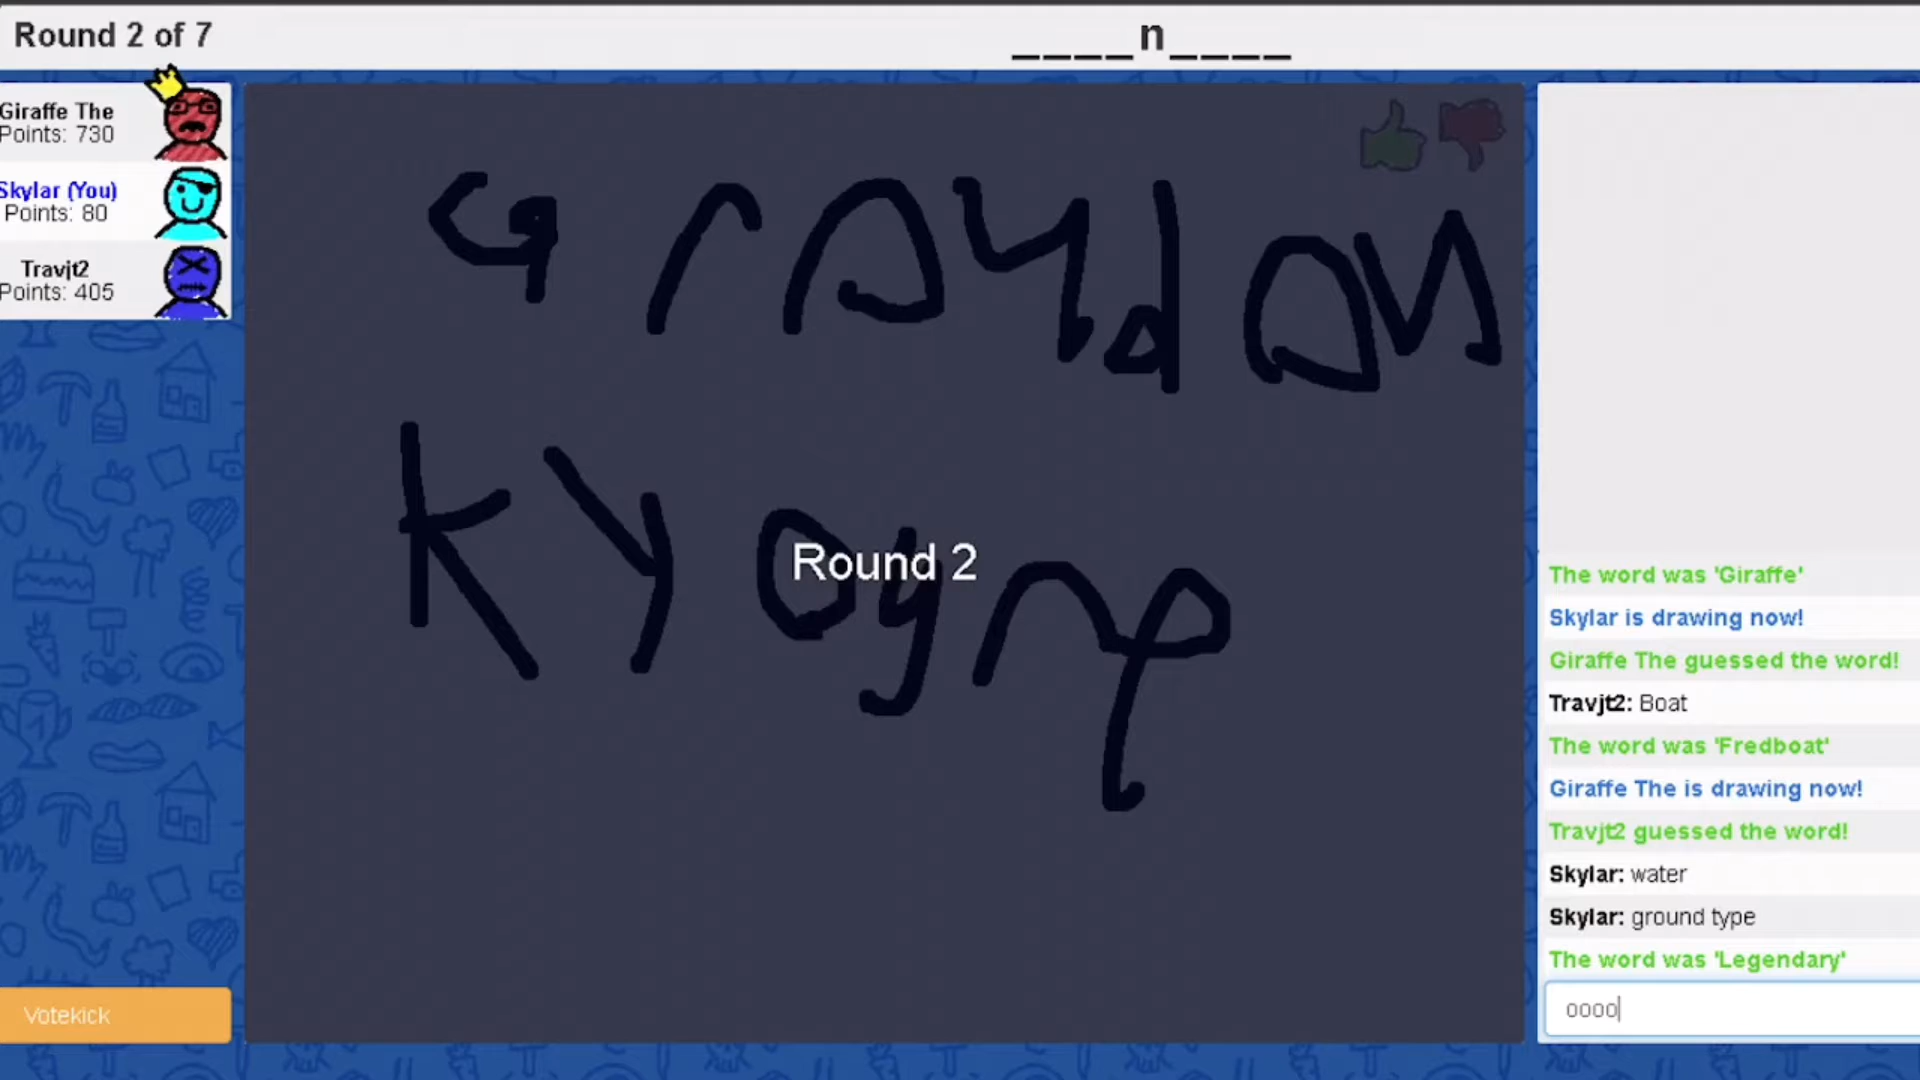 Round 2 of 7
____n____
Giraffe The
Points: 730
Skylar (You)
Points: 80
Travjt2
Points: 405
Graydon
Kyogre
Round 2
The word was 'Giraffe'
Skylar is drawing now!
Giraffe The guessed the word!
Travjt2: Boat
The word was 'Fredboat'
Giraffe The is drawing now!
Travjt2 guessed the word!
Skylar: water
Skylar: ground type
The word was 'Legendary'
oooo
Votekick